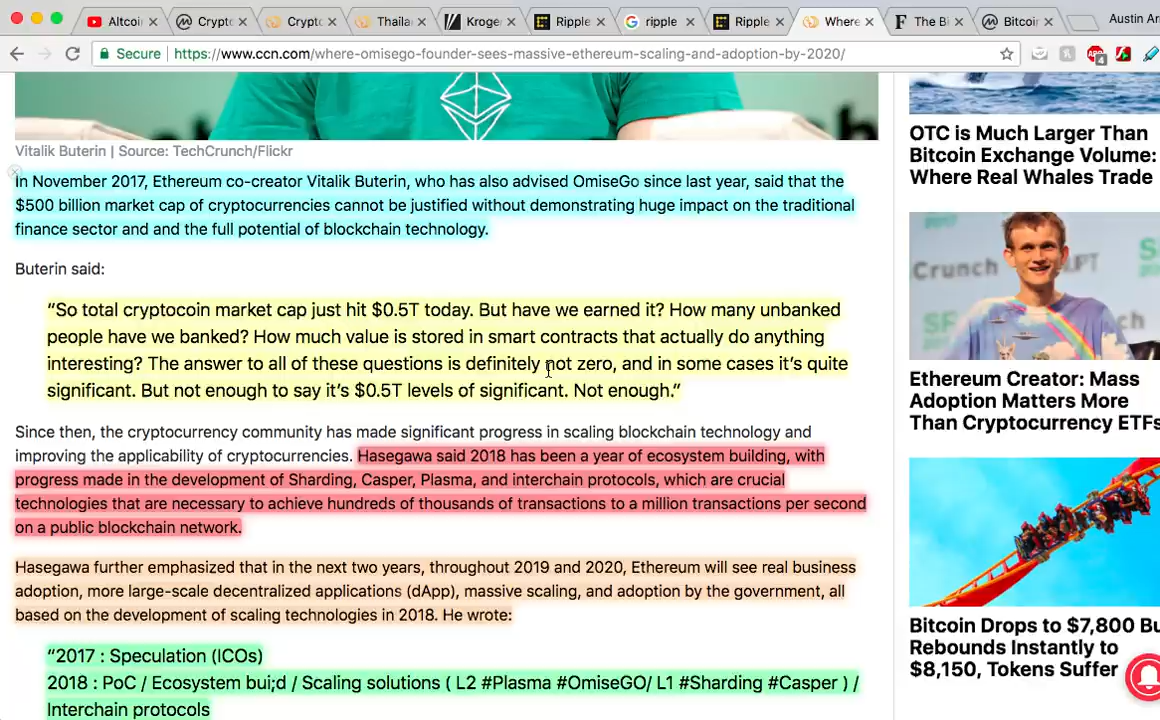 Altcoi
Crypto
Crypto
Thaila
Kroge
Ripple
ripple
Ripple
Where
The Bi
Bitcoin
Austin Ar
Secure
https://www.ccn.com/where-omisego-founder-sees-massive-ethereum-scaling-and-adoption-by-2020/
4
Vitalik Buterin | Source: TechCrunch/Flickr
In November 2017, Ethereum co-creator Vitalik Buterin, who has also advised OmiseGo since last year, said that the
$500 billion market cap of cryptocurrencies cannot be justified without demonstrating huge impact on the traditional
finance sector and and the full potential of blockchain technology.
Buterin said:
“So total cryptocoin market cap just hit $0.5T today. But have we earned it? How many unbanked
people have we banked? How much value is stored in smart contracts that actually do anything
interesting? The answer to all of these questions is definitely not zero, and in some cases it’s quite
significant. But not enough to say it’s $0.5T levels of significant. Not enough.”
Since then, the cryptocurrency community has made significant progress in scaling blockchain technology and
improving the applicability of cryptocurrencies. Hasegawa said 2018 has been a year of ecosystem building, with
progress made in the development of Sharding, Casper, Plasma, and interchain protocols, which are crucial
technologies that are necessary to achieve hundreds of thousands of transactions to a million transactions per second
on a public blockchain network.
Hasegawa further emphasized that in the next two years, throughout 2019 and 2020, Ethereum will see real business
adoption, more large-scale decentralized applications (dApp), massive scaling, and adoption by the government, all
based on the development of scaling technologies in 2018. He wrote:
“2017 : Speculation (ICOs)
2018 : PoC / Ecosystem bui;d / Scaling solutions ( L2 #Plasma #OmiseGO/ L1 #Sharding #Casper ) /
Interchain protocols
OTC is Much Larger Than
Bitcoin Exchange Volume:
Where Real Whales Trade
Crunch
Ethereum Creator: Mass
Adoption Matters More
Than Cryptocurrency ETFs
Bitcoin Drops to $7,800 Bu
Rebounds Instantly to
$8,150, Tokens Suffer